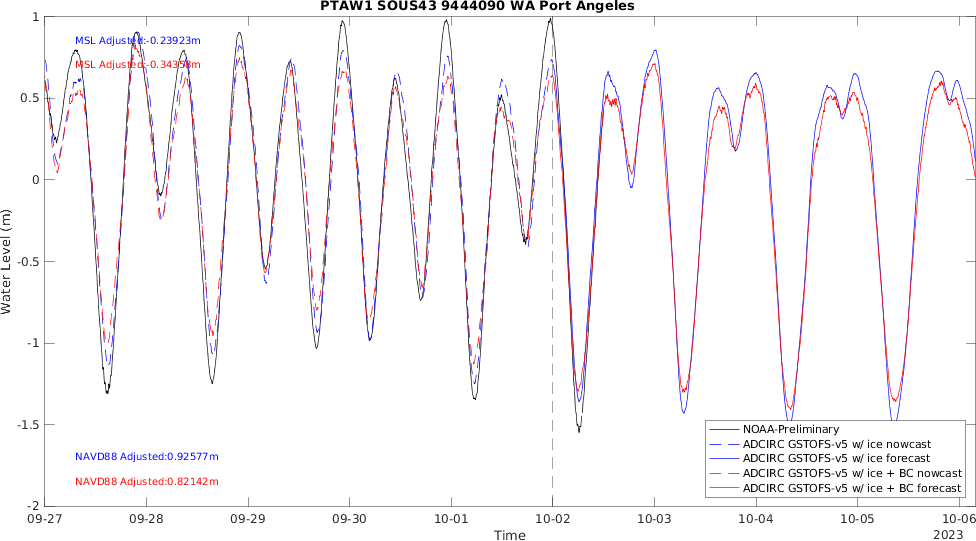 PTAW1 SOUS43 9444090 WA Port Angeles
1
MSL Adjusted:-0.23923m
MSL Adjusted:-0.34358m
0.5
0
-0.5
-1
-1.5
-2
Water Level (m)
NAVD88 Adjusted:0.92577m
NAVD88 Adjusted:0.82142m
NOAA-Preliminary
ADCIRC GSTOFS-v5 w/ ice nowcast
ADCIRC GSTOFS-v5 w/ ice forecast
ADCIRC GSTOFS-v5 w/ ice + BC nowcast
ADCIRC GSTOFS-v5 w/ ice + BC forecast
09-27 09-28 09-29 09-30 10-01 10-02 10-03 10-04 10-05 10-06
Time
2023